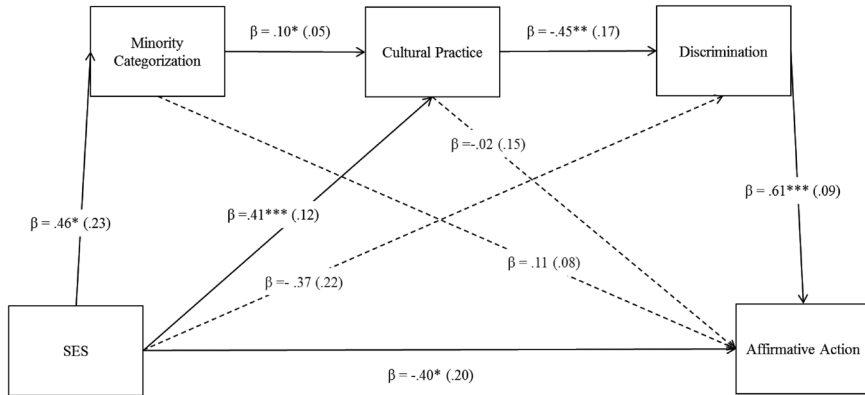 Minority
Categorization
β = .10* (.05)
Cultural Practice
β = -.45** (.17)
Discrimination
β=-.02 (.15)
β = .46* (.23)
β =.41*** (.12)
β = .61*** (.09)
β =- .37 (.22)
β = .11 (.08)
SES
Affirmative Action
β = -.40* (.20)